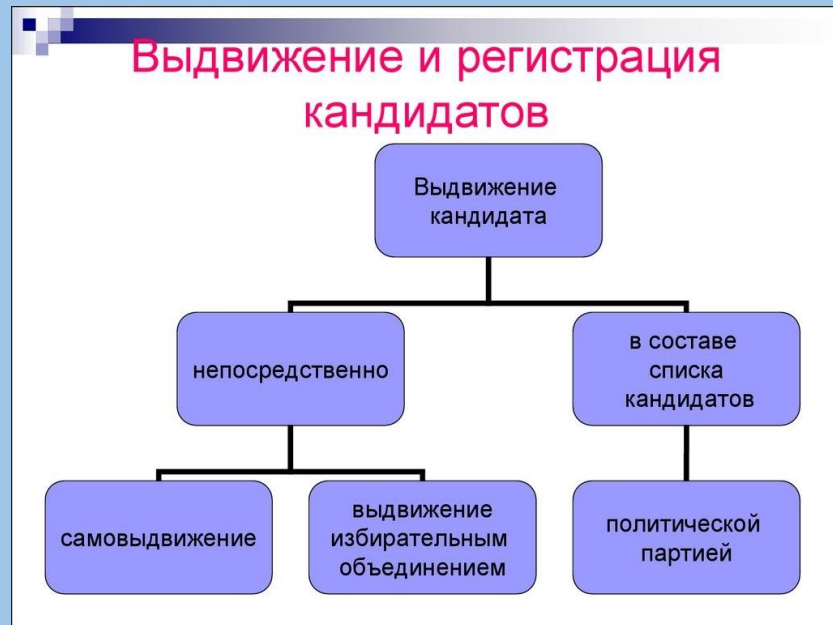 Выдвижение и регистрация
кандидатов
Выдвижение
кандидата
непосредственно
в составе
списка
кандидатов
самовыдвижение
выдвижение
избирательным
объединением
политической
партией